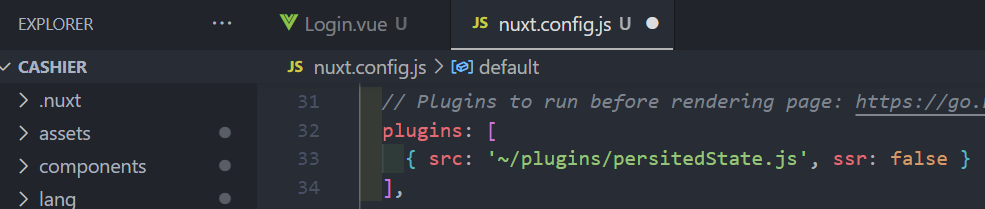 EXPLORER ···
Login.vue U
JS nuxt.config.js U
CASHIER
JS nuxt.config.js > default
> .nuxt
> assets
> components
> lang
31 // Plugins to run before rendering page: https://go.
32 plugins: [
33 { src: '~/plugins/persitedState.js', ssr: false }
34 ],